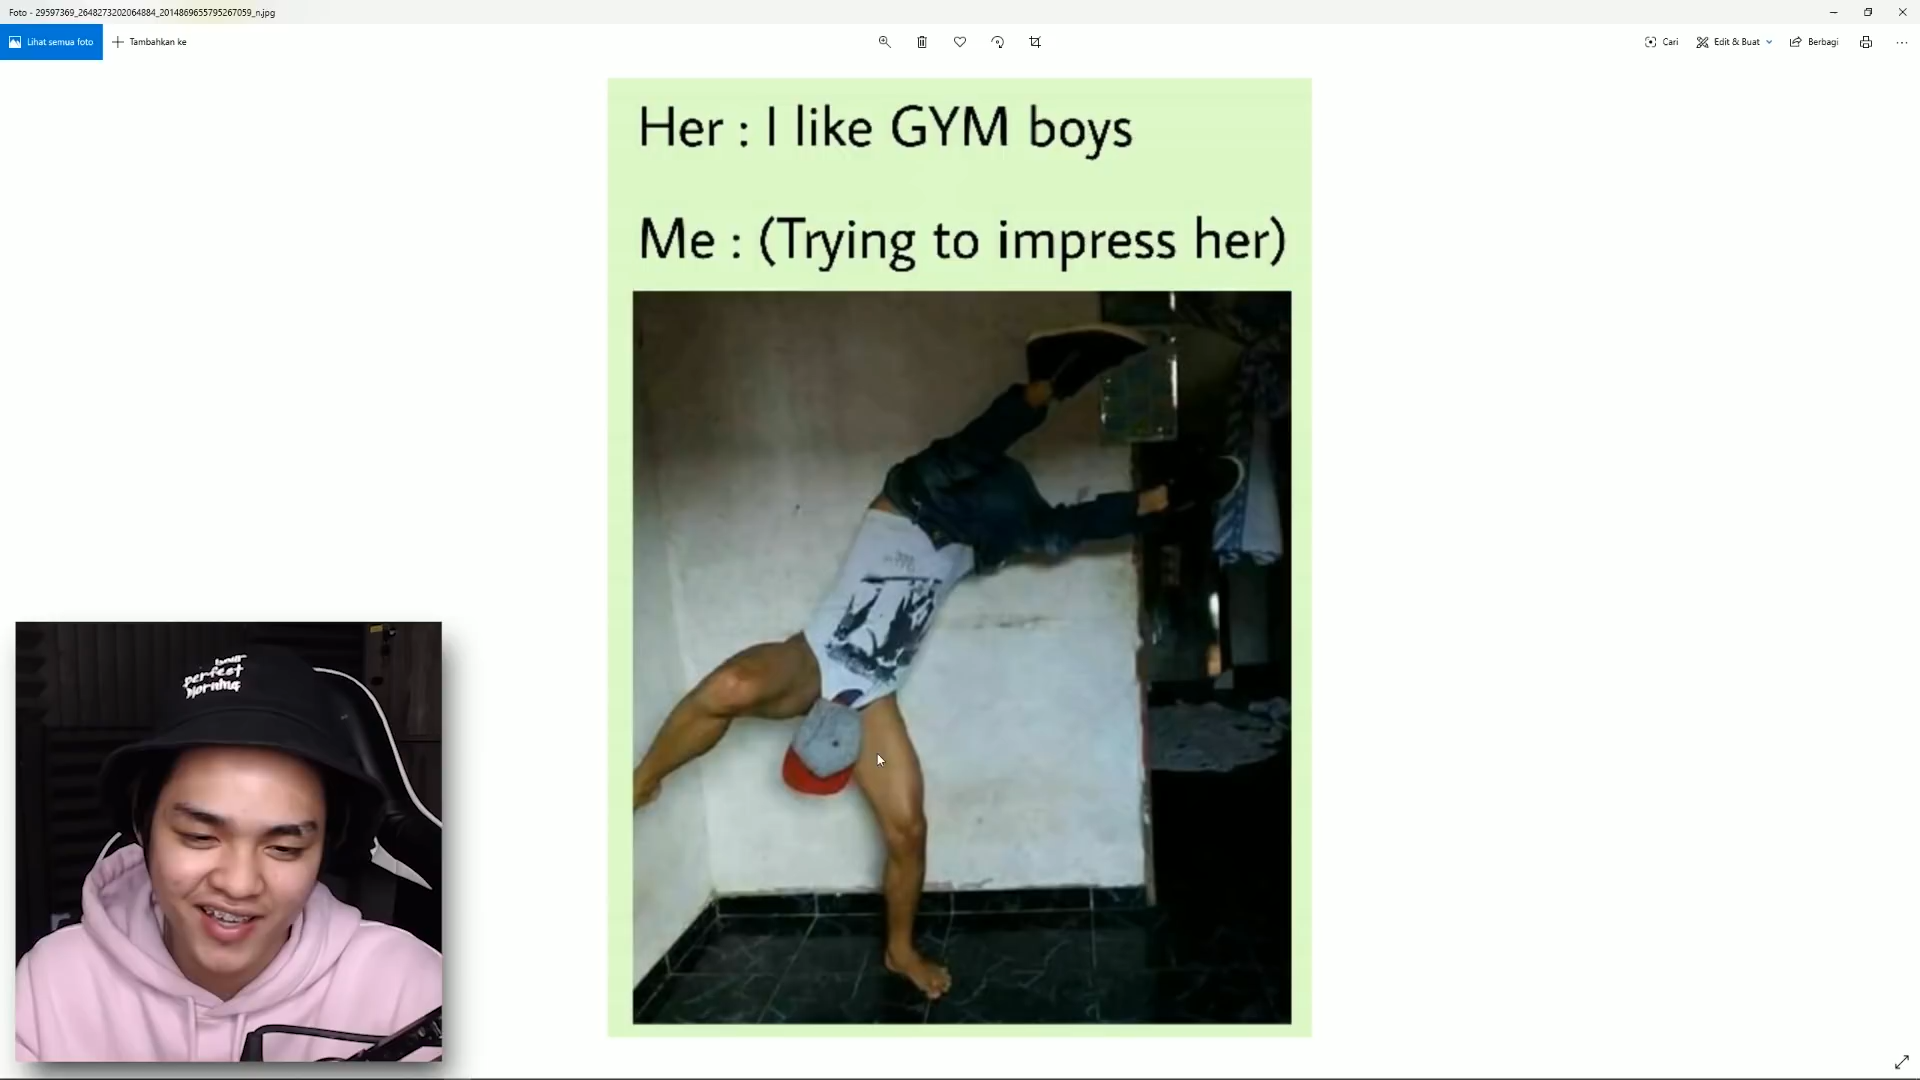 Foto - 29597369_2648273202064884_2014869655795267059_n.jpg
Lihat semua foto
Tambahkan ke
Cari
Edit & Buat
Berbagi
Her : I like GYM boys
Me : (Trying to impress her)
perfect
Morning